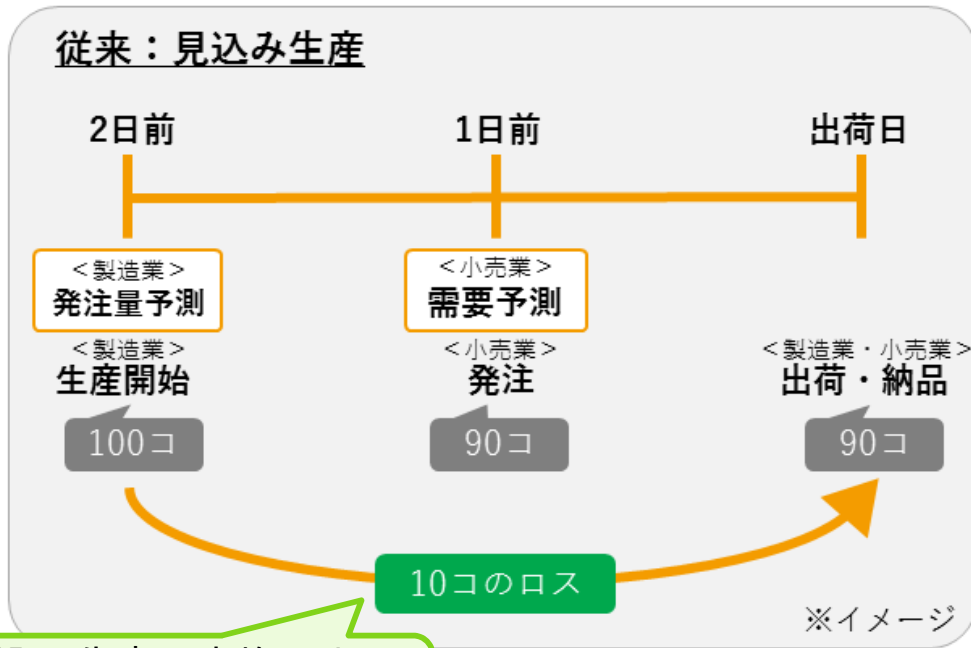 従来：見込み生産
2日前
1日前
出荷日
＜製造業＞
発注量予測
＜小売業＞
需要予測
＜製造業＞
生産開始
＜小売業＞
発注
＜製造業・小売業＞
出荷・納品
100コ
90コ
90コ
10コのロス
※イメージ